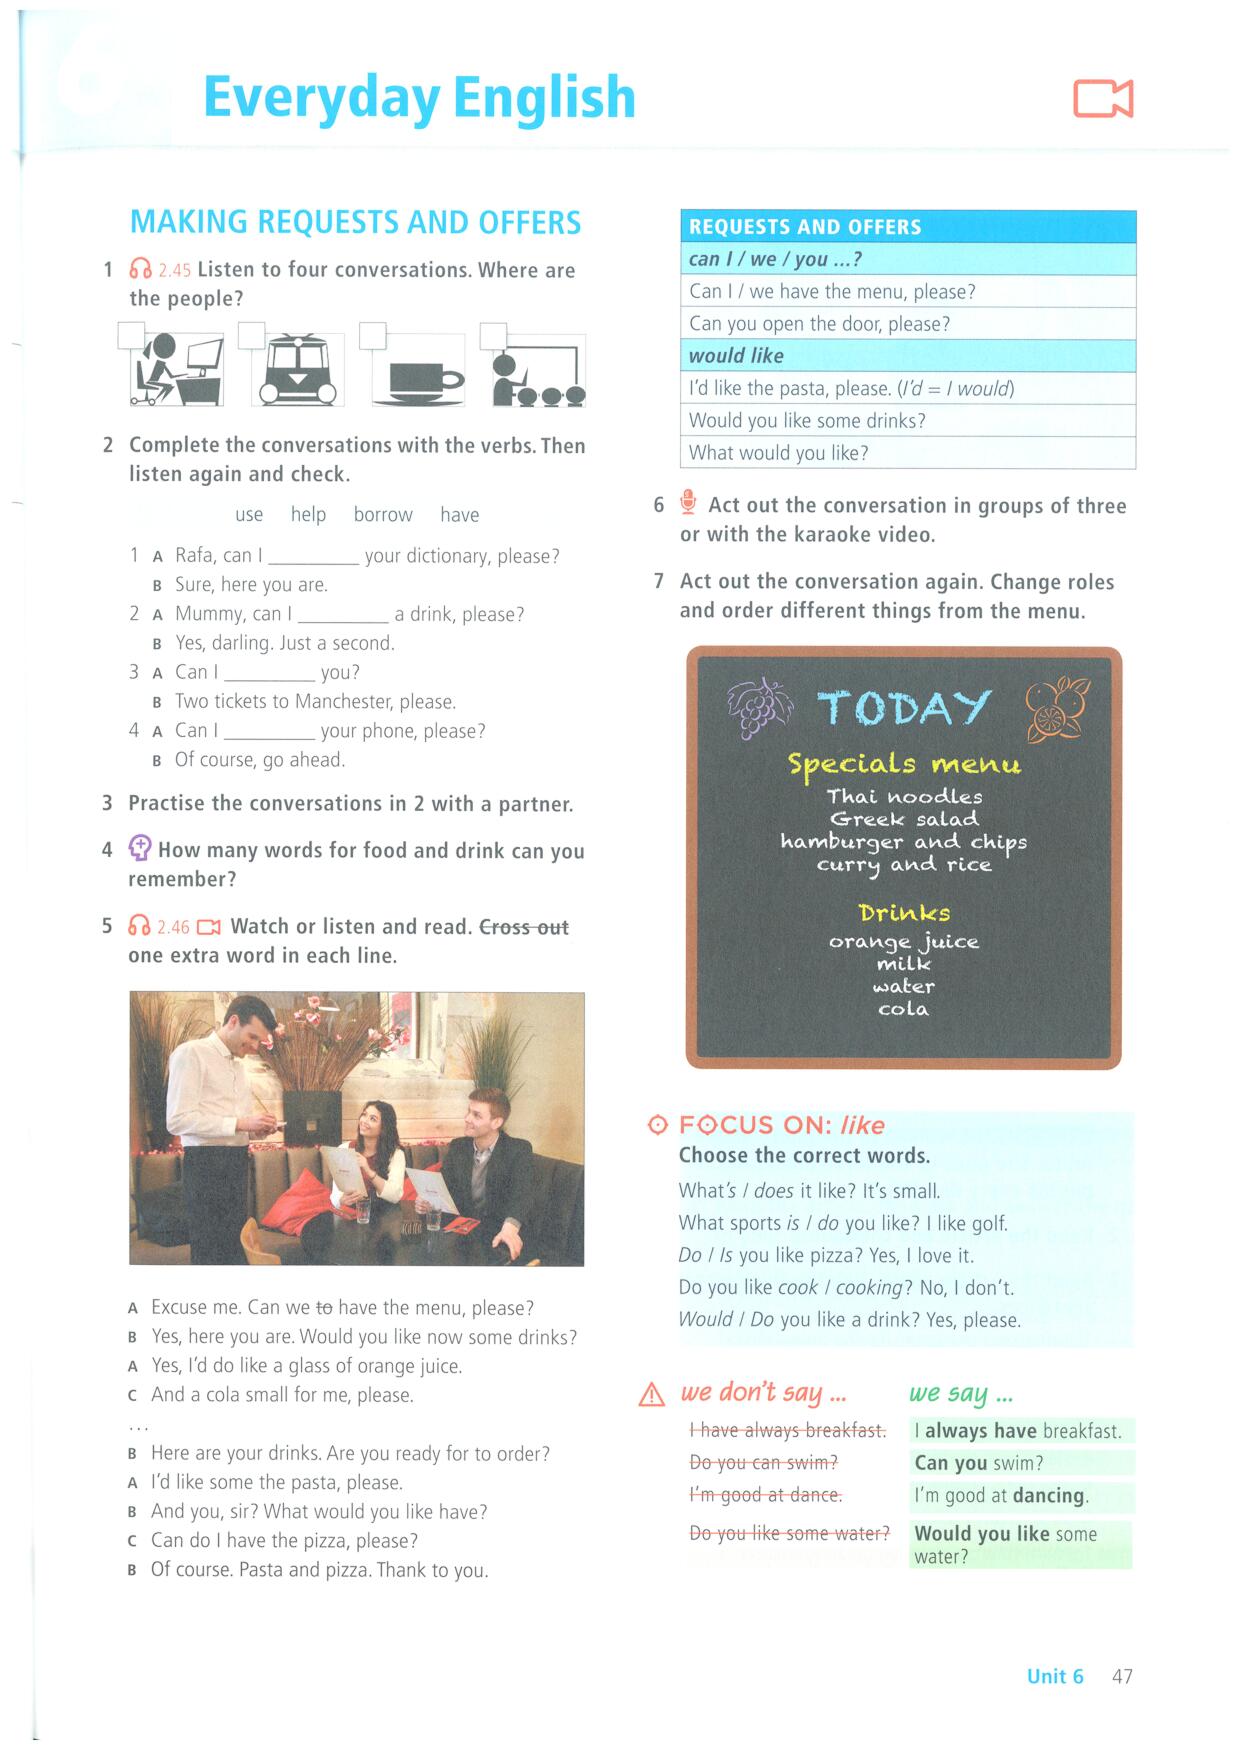 6
Everyday English
MAKING REQUESTS AND OFFERS
1 2.45 Listen to four conversations. Where are
the people?
2 Complete the conversations with the verbs. Then
listen again and check.
use help borrow have
1 A Rafa, can I _________ your dictionary, please?
B Sure, here you are.
2 A Mummy, can I _________ a drink, please?
B Yes, darling. Just a second.
3 A Can I _________ you?
B Two tickets to Manchester, please.
4 A Can I _________ your phone, please?
B Of course, go ahead.
3 Practise the conversations in 2 with a partner.
4 How many words for food and drink can you
remember?
5 2.46 Watch or listen and read. Cross out
one extra word in each line.
A Excuse me. Can we to have the menu, please?
B Yes, here you are. Would you like now some drinks?
A Yes, I'd do like a glass of orange juice.
C And a cola small for me, please.
...
B Here are your drinks. Are you ready for to order?
A I'd like some the pasta, please.
B And you, sir? What would you like have?
C Can do I have the pizza, please?
B Of course. Pasta and pizza. Thank to you.
REQUESTS AND OFFERS
can I / we / you ...?
Can I / we have the menu, please?
Can you open the door, please?
would like
I'd like the pasta, please. (I'd = I would)
Would you like some drinks?
What would you like?
6 Act out the conversation in groups of three
or with the karaoke video.
7 Act out the conversation again. Change roles
and order different things from the menu.
TODAY
Specials menu
Thai noodles
Greek salad
hamburger and chips
curry and rice
Drinks
orange juice
milk
water
cola
FOCUS ON: like
Choose the correct words.
What's / does it like? It's small.
What sports is / do you like? I like golf.
Do / Is you like pizza? Yes, I love it.
Do you like cook / cooking? No, I don't.
Would / Do you like a drink? Yes, please.
we don't say ... we say ...
I have always breakfast. I always have breakfast.
Do you can swim? Can you swim?
I'm good at dance. I'm good at dancing.
Do you like some water? Would you like some
water?
Unit 6 47